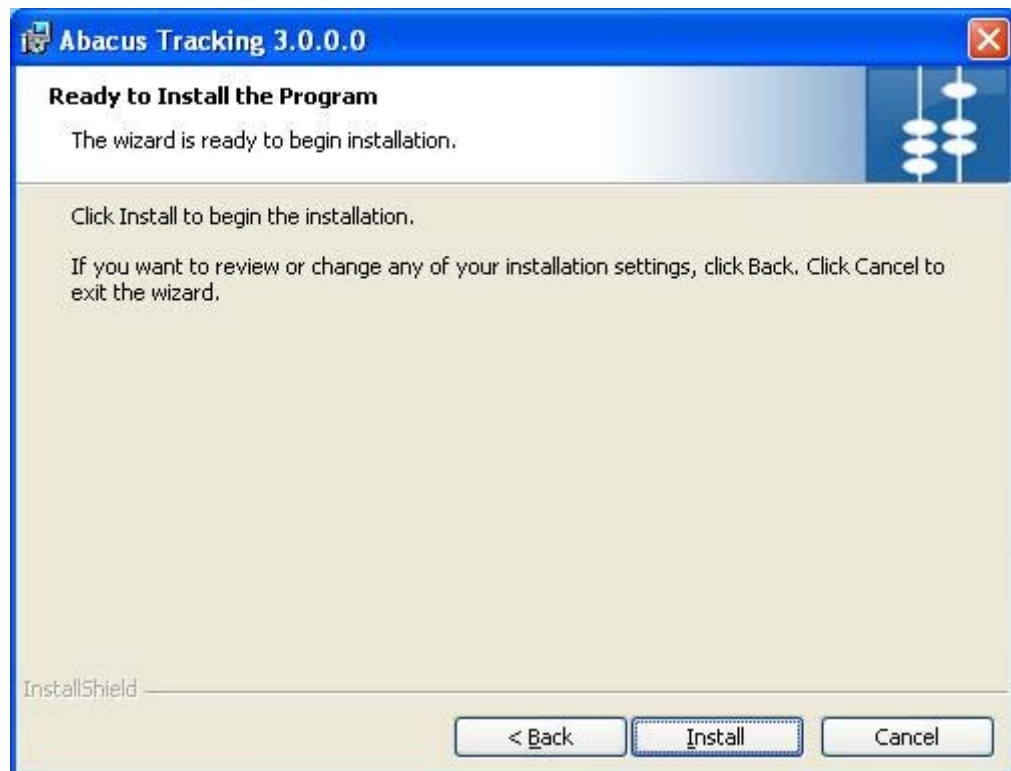 Abacus Tracking 3.0.0.0
Ready to Install the Program
The wizard is ready to begin installation.
Click Install to begin the installation.
If you want to review or change any of your installation settings, click Back. Click Cancel to
exit the wizard.
InstallShield
< Back Install Cancel